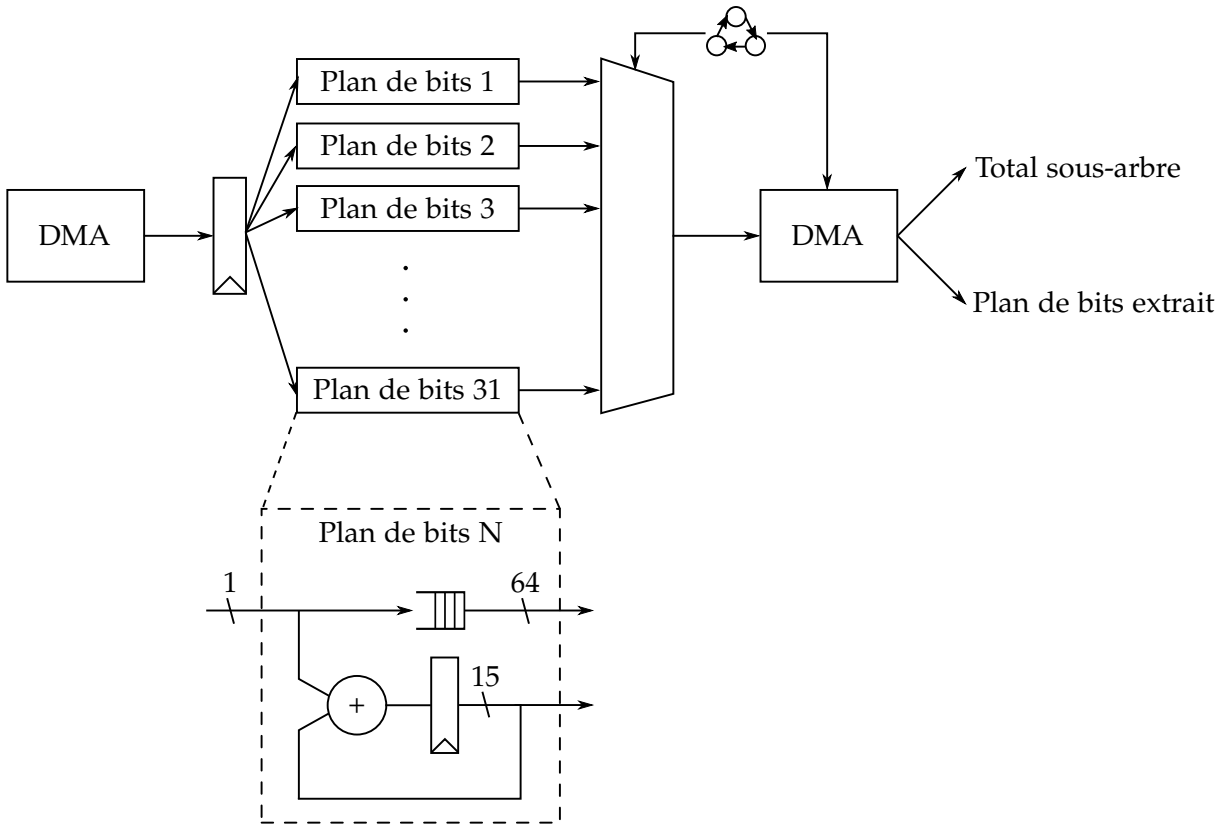 Plan de bits 1
Plan de bits 2
Plan de bits 3
DMA
.
.
.
Plan de bits 31
DMA
Total sous-arbre
Plan de bits extrait
Plan de bits N
1
64
+
15